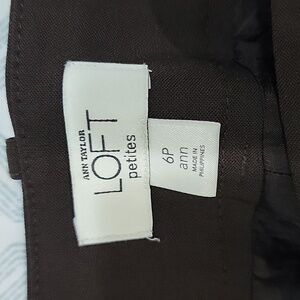 ANN TAYLOR
LOFT
petites
6P
ann
MADE IN
PHILIPPINES